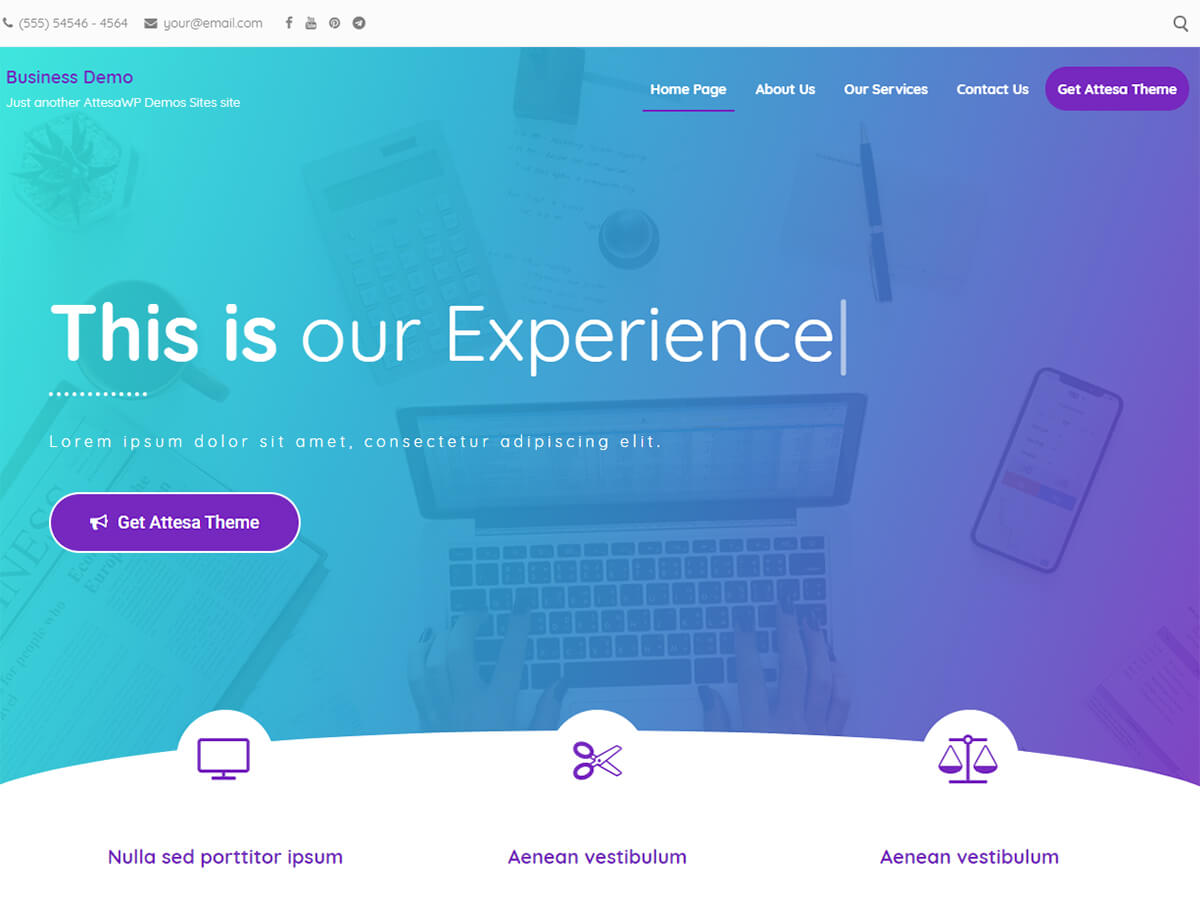 (555) 54546 - 4564 your@email.com
Business Demo
Just another AttesaWP Demos Sites site
Home Page About Us Our Services Contact Us Get Attesa Theme
This is our Experience
Lorem ipsum dolor sit amet, consectetur adipiscing elit.
Get Attesa Theme
Nulla sed porttitor ipsum Aenean vestibulum Aenean vestibulum